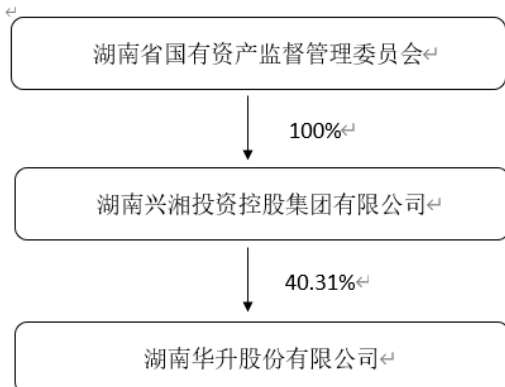 湖南省国有资产监督管理委员会
100%
湖南兴湘投资控股集团有限公司
40.31%
湖南华升股份有限公司